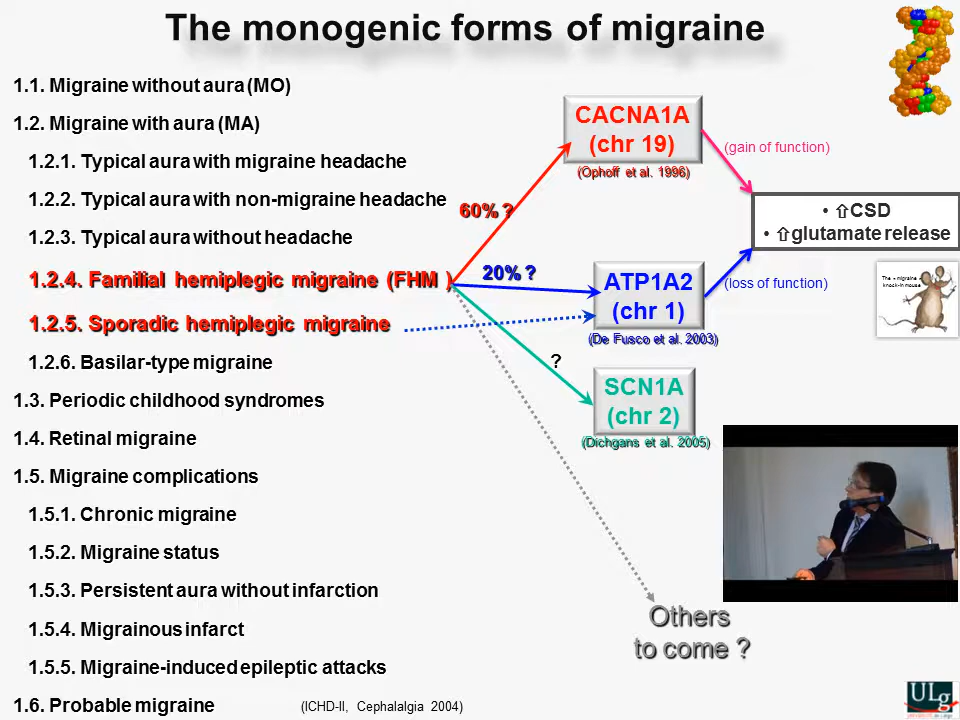 The monogenic forms of migraine
1.1. Migraine without aura (MO)
1.2. Migraine with aura (MA)
1.2.1. Typical aura with migraine headache
1.2.2. Typical aura with non-migraine headache
1.2.3. Typical aura without headache
1.2.4. Familial hemiplegic migraine (FHM )
1.2.5. Sporadic hemiplegic migraine
1.2.6. Basilar-type migraine
1.3. Periodic childhood syndromes
1.4. Retinal migraine
1.5. Migraine complications
1.5.1. Chronic migraine
1.5.2. Migraine status
1.5.3. Persistent aura without infarction
1.5.4. Migrainous infarct
1.5.5. Migraine-induced epileptic attacks
1.6. Probable migraine
(ICHD-II, Cephalalgia 2004)
60% ?
20% ?
?
CACNA1A
(chr 19)
(Ophoff et al. 1996)
ATP1A2
(chr 1)
(De Fusco et al. 2003)
SCN1A
(chr 2)
(Dichgans et al. 2005)
Others
to come ?
(gain of function)
• ⇧CSD
• ⇧glutamate release
(loss of function)
The « migraine »
knock-in mouse
ULg